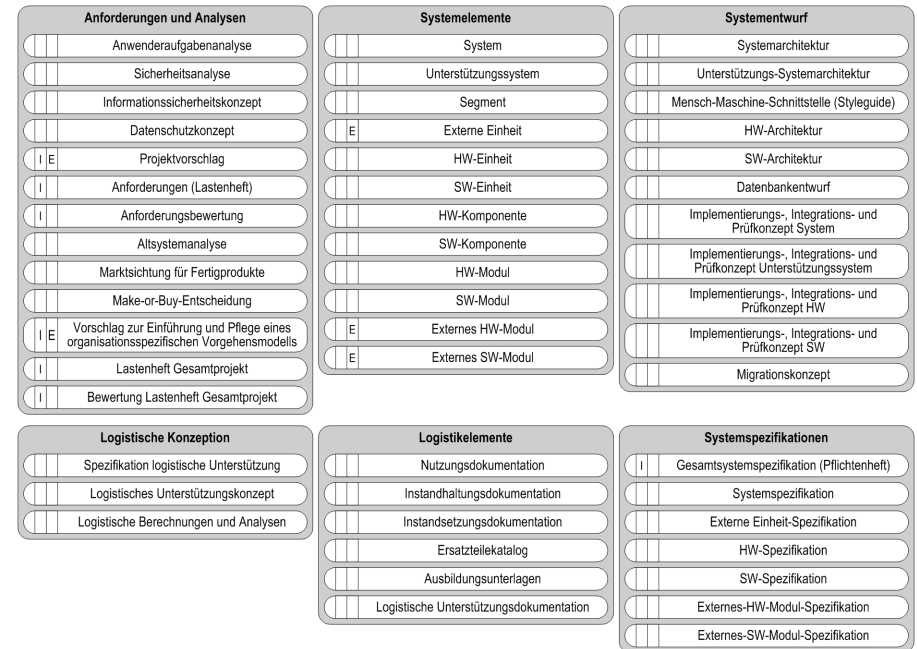 Anforderungen und Analysen
Anwenderaufgabenanalyse
Sicherheitsanalyse
Informationssicherheitskonzept
Datenschutzkonzept
I E Projektvorschlag
I Anforderungen (Lastenheft)
I Anforderungsbewertung
Altsystemanalyse
Marktsichtung für Fertigprodukte
Make-or-Buy-Entscheidung
I E Vorschlag zur Einführung und Pflege eines
organisationsspezifischen Vorgehensmodells
I Lastenheft Gesamtprojekt
I Bewertung Lastenheft Gesamtprojekt
Systemelemente
System
Unterstützungssystem
Segment
E Externe Einheit
HW-Einheit
SW-Einheit
HW-Komponente
SW-Komponente
HW-Modul
SW-Modul
E Externes HW-Modul
E Externes SW-Modul
Systementwurf
Systemarchitektur
Unterstützungs-Systemarchitektur
Mensch-Maschine-Schnittstelle (Styleguide)
HW-Architektur
SW-Architektur
Datenbankentwurf
Implementierungs-, Integrations- und
Prüfkonzept System
Implementierungs-, Integrations- und
Prüfkonzept Unterstützungssystem
Implementierungs-, Integrations- und
Prüfkonzept HW
Implementierungs-, Integrations- und
Prüfkonzept SW
Migrationskonzept
Logistische Konzeption
Spezifikation logistische Unterstützung
Logistisches Unterstützungskonzept
Logistische Berechnungen und Analysen
Logistikelemente
Nutzungsdokumentation
Instandhaltungsdokumentation
Instandsetzungsdokumentation
Ersatzteilekatalog
Ausbildungsunterlagen
Logistische Unterstützungsdokumentation
Systemspezifikationen
I Gesamtsystemspezifikation (Pflichtenheft)
Systemspezifikation
Externe Einheit-Spezifikation
HW-Spezifikation
SW-Spezifikation
Externes-HW-Modul-Spezifikation
Externes-SW-Modul-Spezifikation